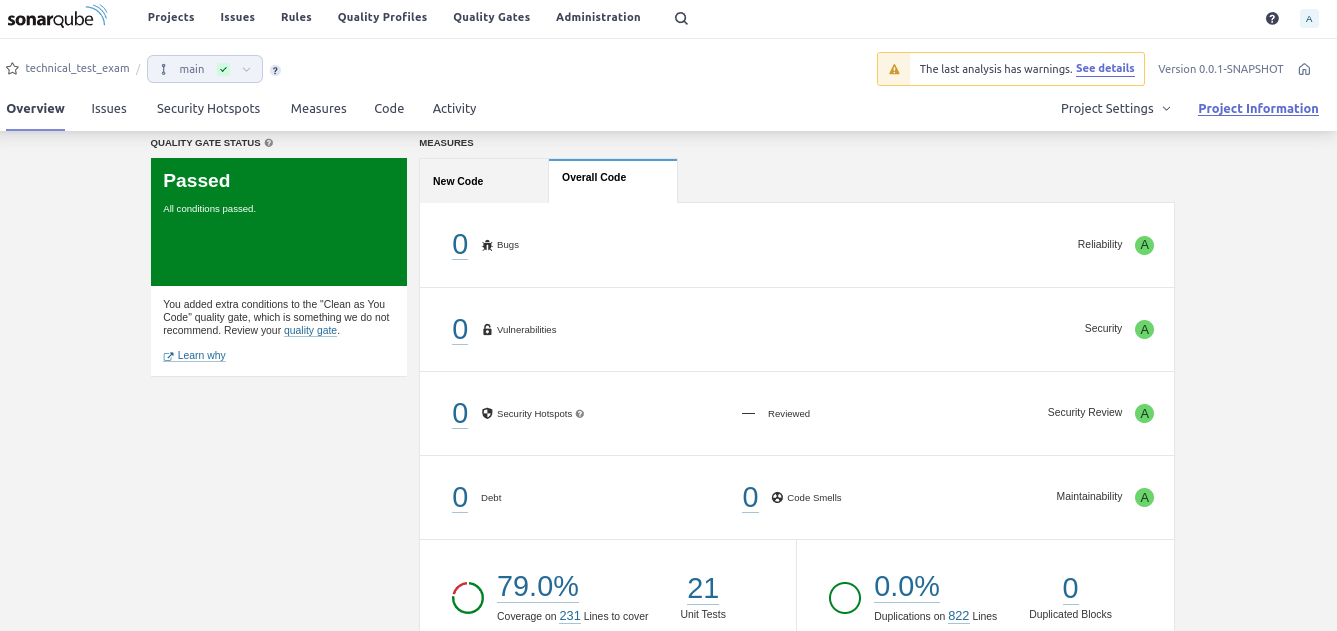 sonarqube Projects Issues Rules Quality Profiles Quality Gates Administration ? A
technical_test_exam / main ? The last analysis has warnings. See details Version 0.0.1-SNAPSHOT
Overview Issues Security Hotspots Measures Code Activity Project Settings Project Information
QUALITY GATE STATUS ?
Passed
All conditions passed.
You added extra conditions to the "Clean as You
Code" quality gate, which is something we do not
recommend. Review your quality gate.
Learn why
MEASURES
New Code Overall Code
0 Bugs Reliability A
0 Vulnerabilities Security A
0 Security Hotspots ? — Reviewed Security Review A
0 Debt 0 Code Smells Maintainability A
79.0%
Coverage on 231 Lines to cover
21
Unit Tests
0.0%
Duplications on 822 Lines
0
Duplicated Blocks